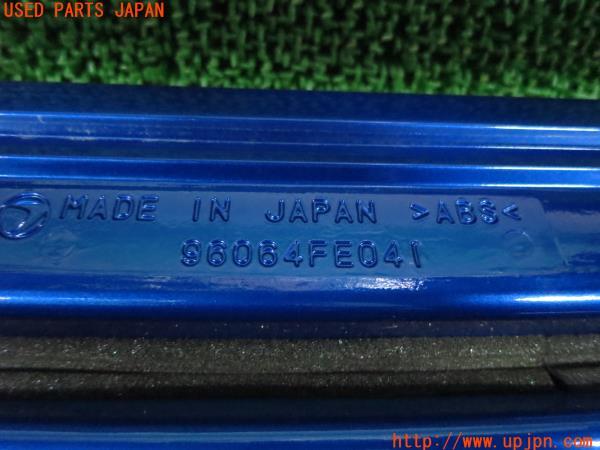 USED PARTS JAPAN
MADE IN JAPAN >ABS<
96064FE041
http://www.upjpn.com/